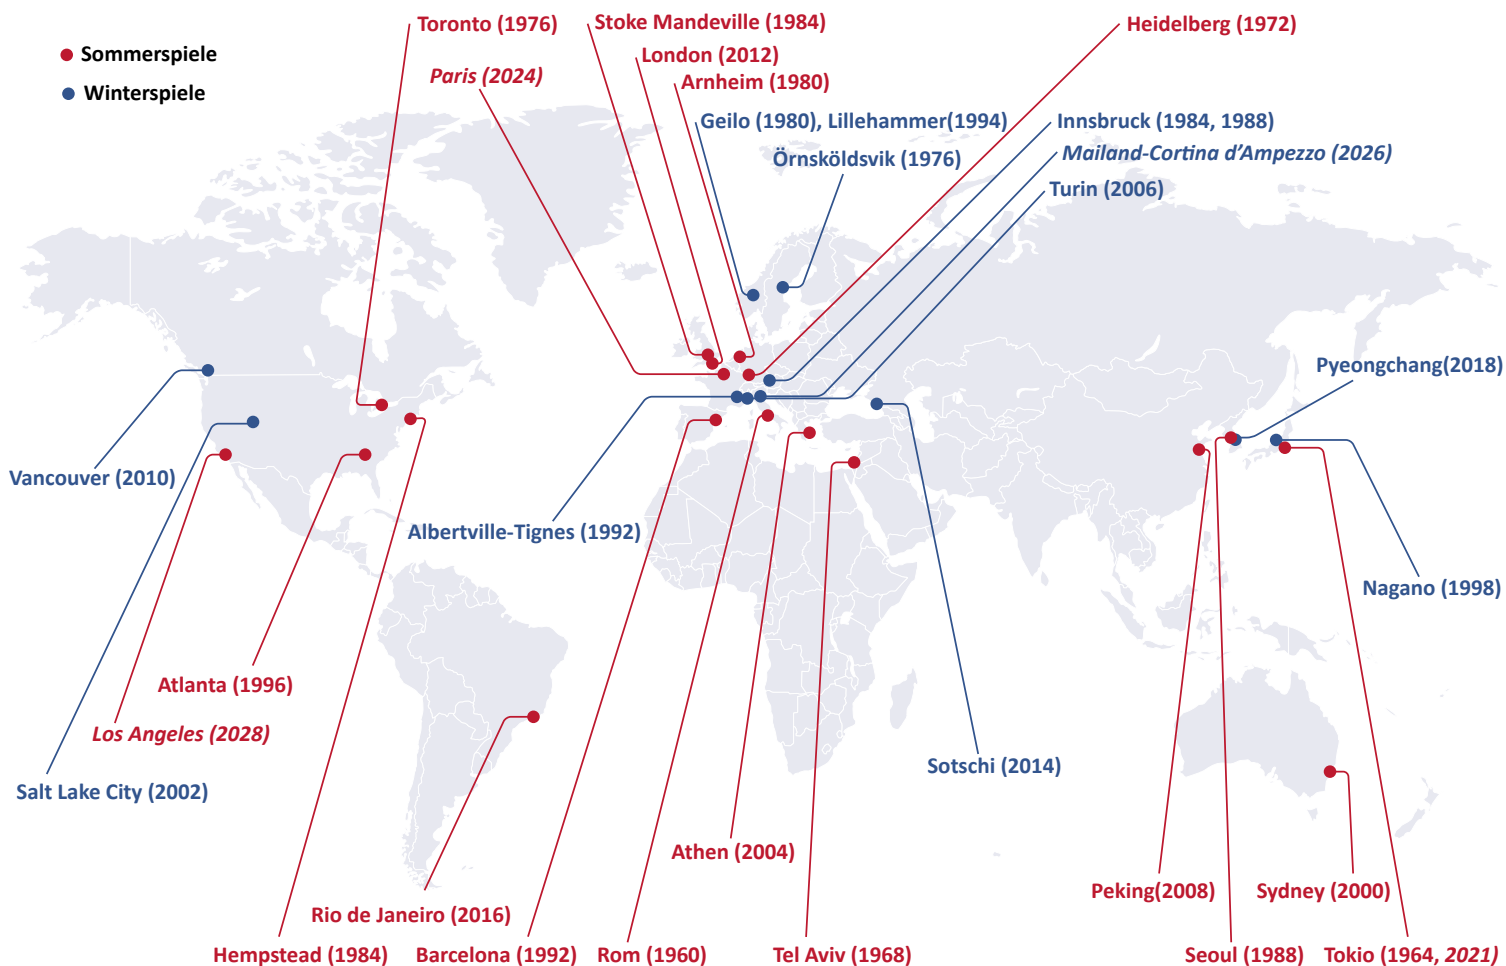 Toronto (1976)
Stoke Mandeville (1984)
Heidelberg (1972)
Sommerspiele
London (2012)
Paris (2024)
Arnheim (1980)
Winterspiele
Geilo (1980), Lillehammer(1994)
Innsbruck (1984, 1988)
Örnsköldsvik (1976)
Mailand-Cortina d'Ampezzo (2026)
Turin (2006)
Pyeongchang(2018)
Vancouver (2010)
Albertville-Tignes (1992)
Nagano (1998)
Atlanta (1996)
Los Angeles (2028)
Sotschi (2014)
Salt Lake City (2002)
Athen (2004)
Peking(2008)
Sydney (2000)
Rio de Janeiro (2016)
Hempstead (1984)
Barcelona (1992)
Rom (1960)
Tel Aviv (1968)
Seoul (1988)
Tokio (1964, 2021)